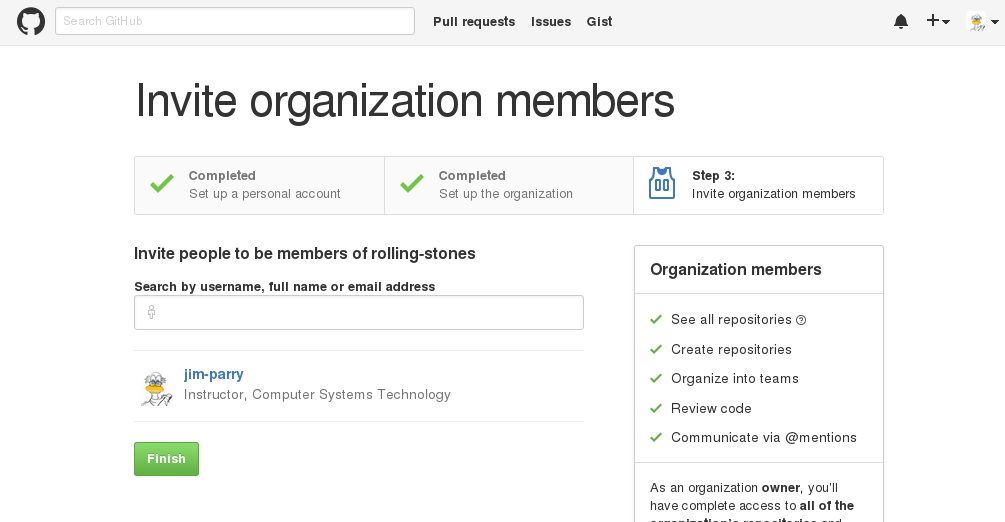 Search GitHub
Pull requests Issues Gist
Invite organization members
Completed
Set up a personal account
Completed
Set up the organization
Step 3:
Invite organization members
Invite people to be members of rolling-stones
Search by username, full name or email address
jim-parry
Instructor, Computer Systems Technology
Finish
Organization members
See all repositories
Create repositories
Organize into teams
Review code
Communicate via @mentions
As an organization owner, you'll
have complete access to all of the
organization's repositories and